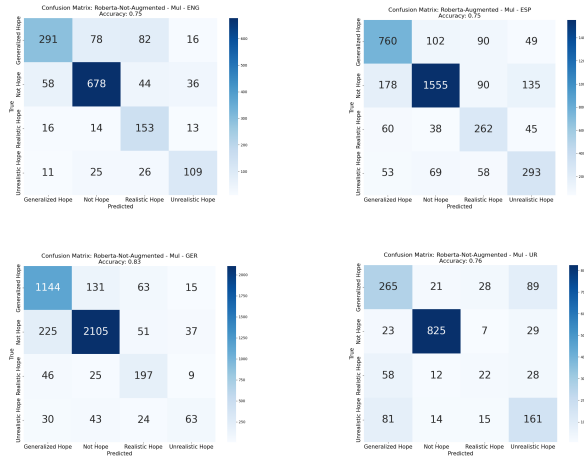 Confusion Matrix: Roberta-Not-Augmented - Mul - ENG
Accuracy: 0.75
Generalized Hope 291 78 82 16
Not Hope 58 678 44 36
Realistic Hope 16 14 153 13
Unrealistic Hope 11 25 26 109
True
Generalized Hope Not Hope Realistic Hope Unrealistic Hope
Predicted
600
500
400
300
200
100
Confusion Matrix: Roberta-Not-Augmented - Mul - ESP
Accuracy: 0.75
Generalized Hope 760 102 90 49
Not Hope 178 1555 90 135
Realistic Hope 60 38 262 45
Unrealistic Hope 53 69 58 293
True
Generalized Hope Not Hope Realistic Hope Unrealistic Hope
Predicted
Confusion Matrix: Roberta-Not-Augmented - Mul - GER
Accuracy: 0.83
Generalized Hope 1144 131 63 15
Not Hope 225 2105 51 37
Realistic Hope 46 25 197 9
Unrealistic Hope 30 43 24 63
True
Generalized Hope Not Hope Realistic Hope Unrealistic Hope
Predicted
2000
1750
1500
1250
1000
750
500
250
Confusion Matrix: Roberta-Not-Augmented - Mul - UR
Accuracy: 0.76
Generalized Hope 265 21 28 89
Not Hope 23 825 7 29
Realistic Hope 58 12 22 28
Unrealistic Hope 81 14 15 161
True
Generalized Hope Not Hope Realistic Hope Unrealistic Hope
Predicted